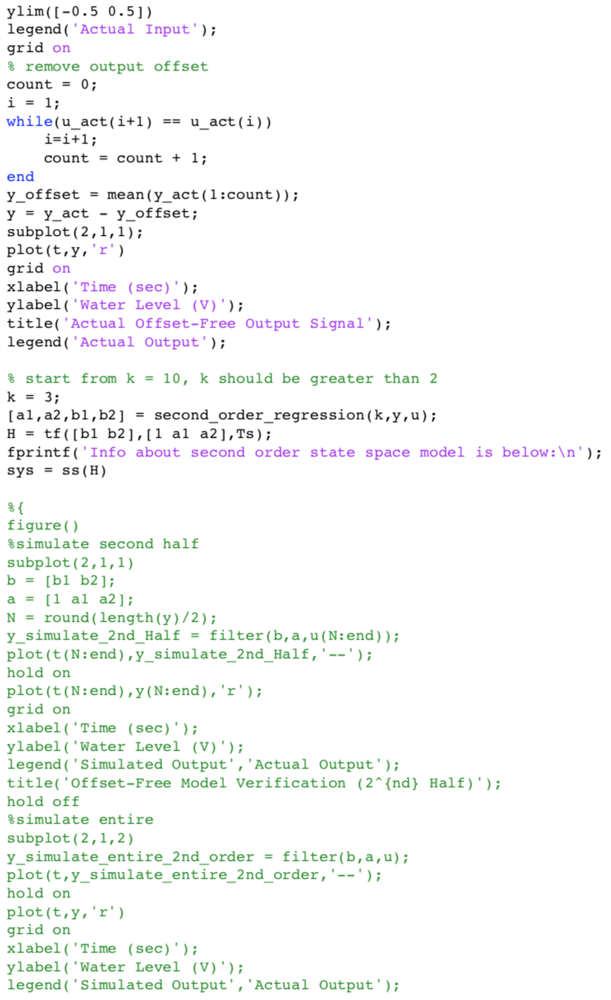 ylim([-0.5 0.5])
legend('Actual Input');
grid on
% remove output offset
count = 0;
i = 1;
while(u_act(i+1) == u_act(i))
    i=i+1;
    count = count + 1;
end
y_offset = mean(y_act(1:count));
y = y_act - y_offset;
subplot(2,1,1);
plot(t,y,'r')
grid on
xlabel('Time (sec)');
ylabel('Water Level (V)');
title('Actual Offset-Free Output Signal');
legend('Actual Output');

% start from k = 10, k should be greater than 2
k = 3;
[a1,a2,b1,b2] = second_order_regression(k,y,u);
H = tf([b1 b2],[1 a1 a2],Ts);
fprintf('Info about second order state space model is below:\n');
sys = ss(H)

%{
figure()
%simulate second half
subplot(2,1,1)
b = [b1 b2];
a = [1 a1 a2];
N = round(length(y)/2);
y_simulate_2nd_Half = filter(b,a,u(N:end));
plot(t(N:end),y_simulate_2nd_Half,'--');
hold on
plot(t(N:end),y(N:end),'r');
grid on
xlabel('Time (sec)');
ylabel('Water Level (V)');
legend('Simulated Output','Actual Output');
title('Offset-Free Model Verification (2^{nd} Half)');
hold off
%simulate entire
subplot(2,1,2)
y_simulate_entire_2nd_order = filter(b,a,u);
plot(t,y_simulate_entire_2nd_order,'--');
hold on
plot(t,y,'r')
grid on
xlabel('Time (sec)');
ylabel('Water Level (V)');
legend('Simulated Output','Actual Output');